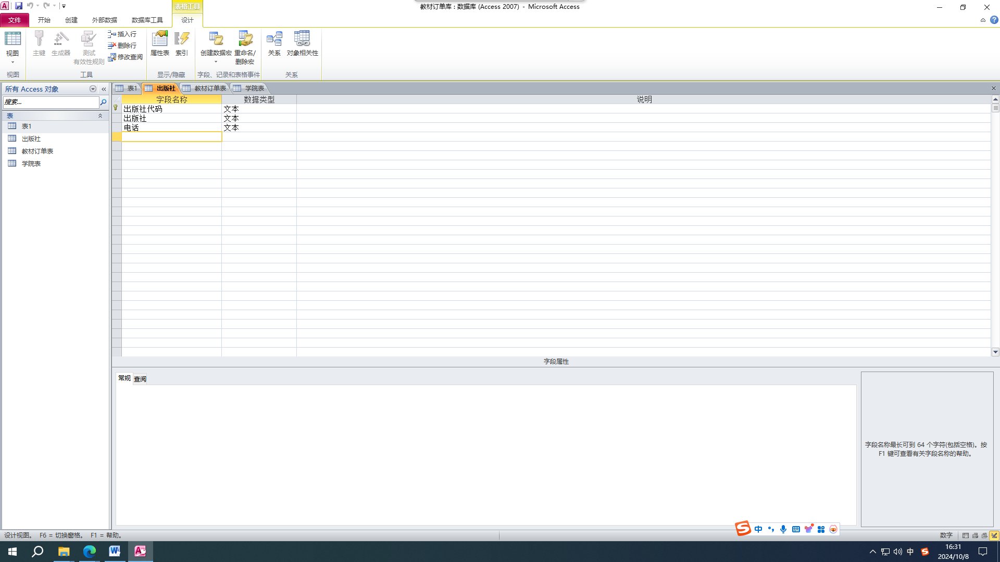 教材订单库 : 数据库 (Access 2007) - Microsoft Access
表格工具
文件 开始 创建 外部数据 数据库工具 设计
视图 主键 生成器 测试 有效性规则 插入行 删除行 修改查阅 属性表 索引 创建数据宏 重命名/ 删除宏 关系 对象相关性
视图 工具 显示/隐藏 字段、记录和表格事件 关系
所有 Access 对象 «
搜索...
表
表1
出版社
教材订单表
学院表
表1 出版社 教材订单表 学院表
字段名称 数据类型 说明
出版社代码 文本
出版社 文本
电话 文本
字段属性
常规 查阅
字段名称最长可到 64 个字符(包括空格)。按
F1 键可查看有关字段名称的帮助。
设计视图。 F6 = 切换窗格。 F1 = 帮助。
中
数字
中
16:31
2024/10/8